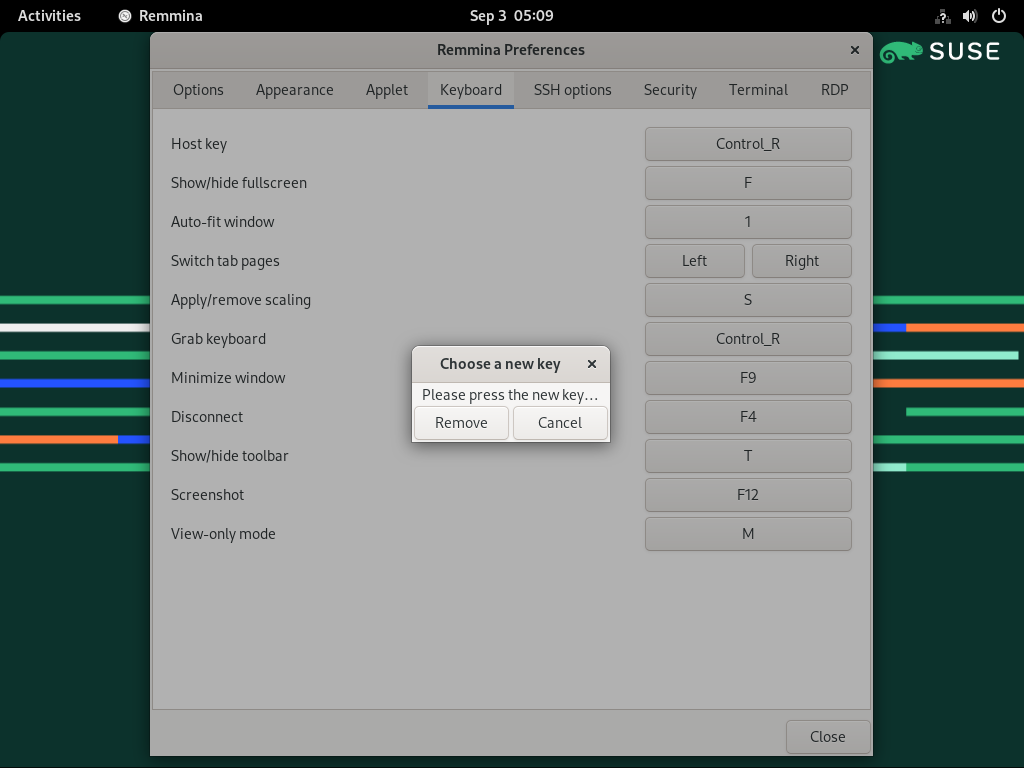 Activities Remmina Sep 3 05:09
Remmina Preferences
SUSE
Options Appearance Applet Keyboard SSH options Security Terminal RDP
Host key Control_R
Show/hide fullscreen F
Auto-fit window 1
Switch tab pages Left Right
Apply/remove scaling S
Grab keyboard Control_R
Choose a new key
Minimize window F9
Please press the new key...
Disconnect F4
Remove Cancel
Show/hide toolbar T
Screenshot F12
View-only mode M
Close